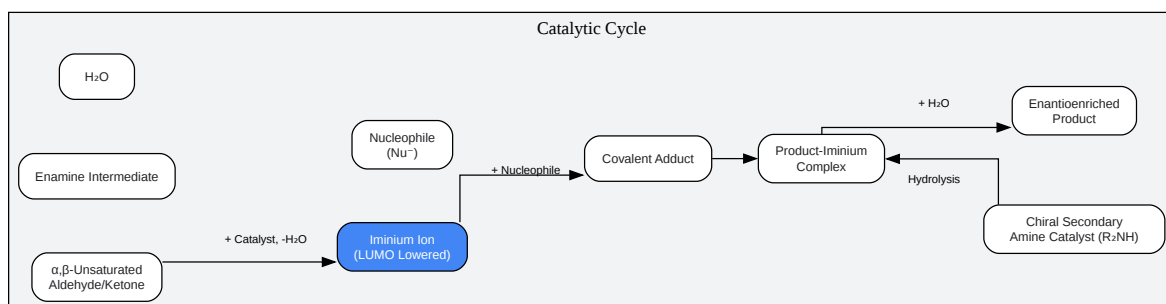 Catalytic Cycle
H₂O
Enamine Intermediate
α,β-Unsaturated
Aldehyde/Ketone
+ Catalyst, -H₂O
Nucleophile
(Nu⁻)
Iminium Ion
(LUMO Lowered)
+ Nucleophile
Covalent Adduct
Product-Iminium
Complex
+ H₂O
Enantioenriched
Product
Hydrolysis
Chiral Secondary
Amine Catalyst (R₂NH)